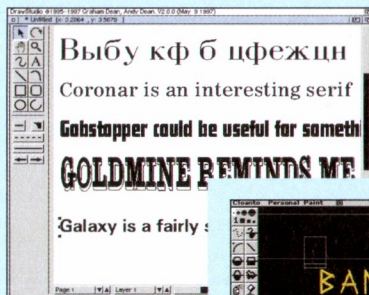 DrawStudio ©1995-1997 Graham Dean, Andy Dean. V2.0.0 (May 9 1997)
Выбу кф б цфежцн
Coronar is an interesting serif
Gobstopper could be useful for someth
GOLDMINE REMINDS ME
Galaxy is a fairly s
Page 1 Layer 1
Cloanto Personal Paint
BAN